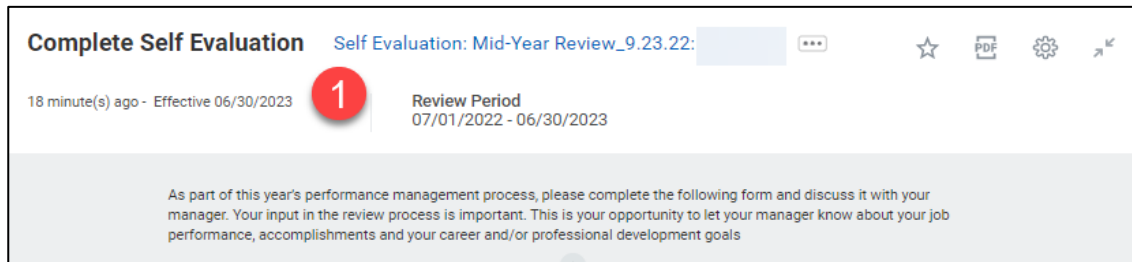 Complete Self Evaluation Self Evaluation: Mid-Year Review_9.23.22:
PDF
18 minute(s) ago - Effective 06/30/2023
1
Review Period
07/01/2022 - 06/30/2023
As part of this year's performance management process, please complete the following form and discuss it with your
manager. Your input in the review process is important. This is your opportunity to let your manager know about your job
performance, accomplishments and your career and/or professional development goals